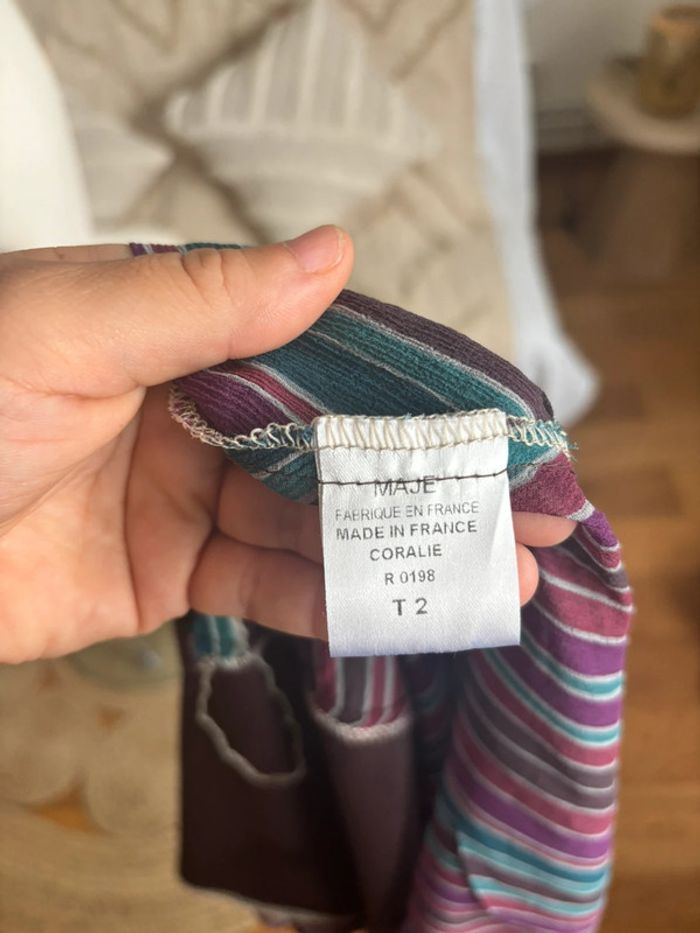 MAJE
FABRIQUE EN FRANCE
MADE IN FRANCE
CORALIE
R 0198
T 2